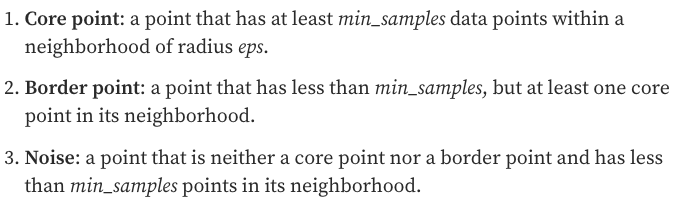 1. Core point: a point that has at least min_samples data points within a
neighborhood of radius eps.
2. Border point: a point that has less than min_samples, but at least one core
point in its neighborhood.
3. Noise: a point that is neither a core point nor a border point and has less
than min_samples points in its neighborhood.